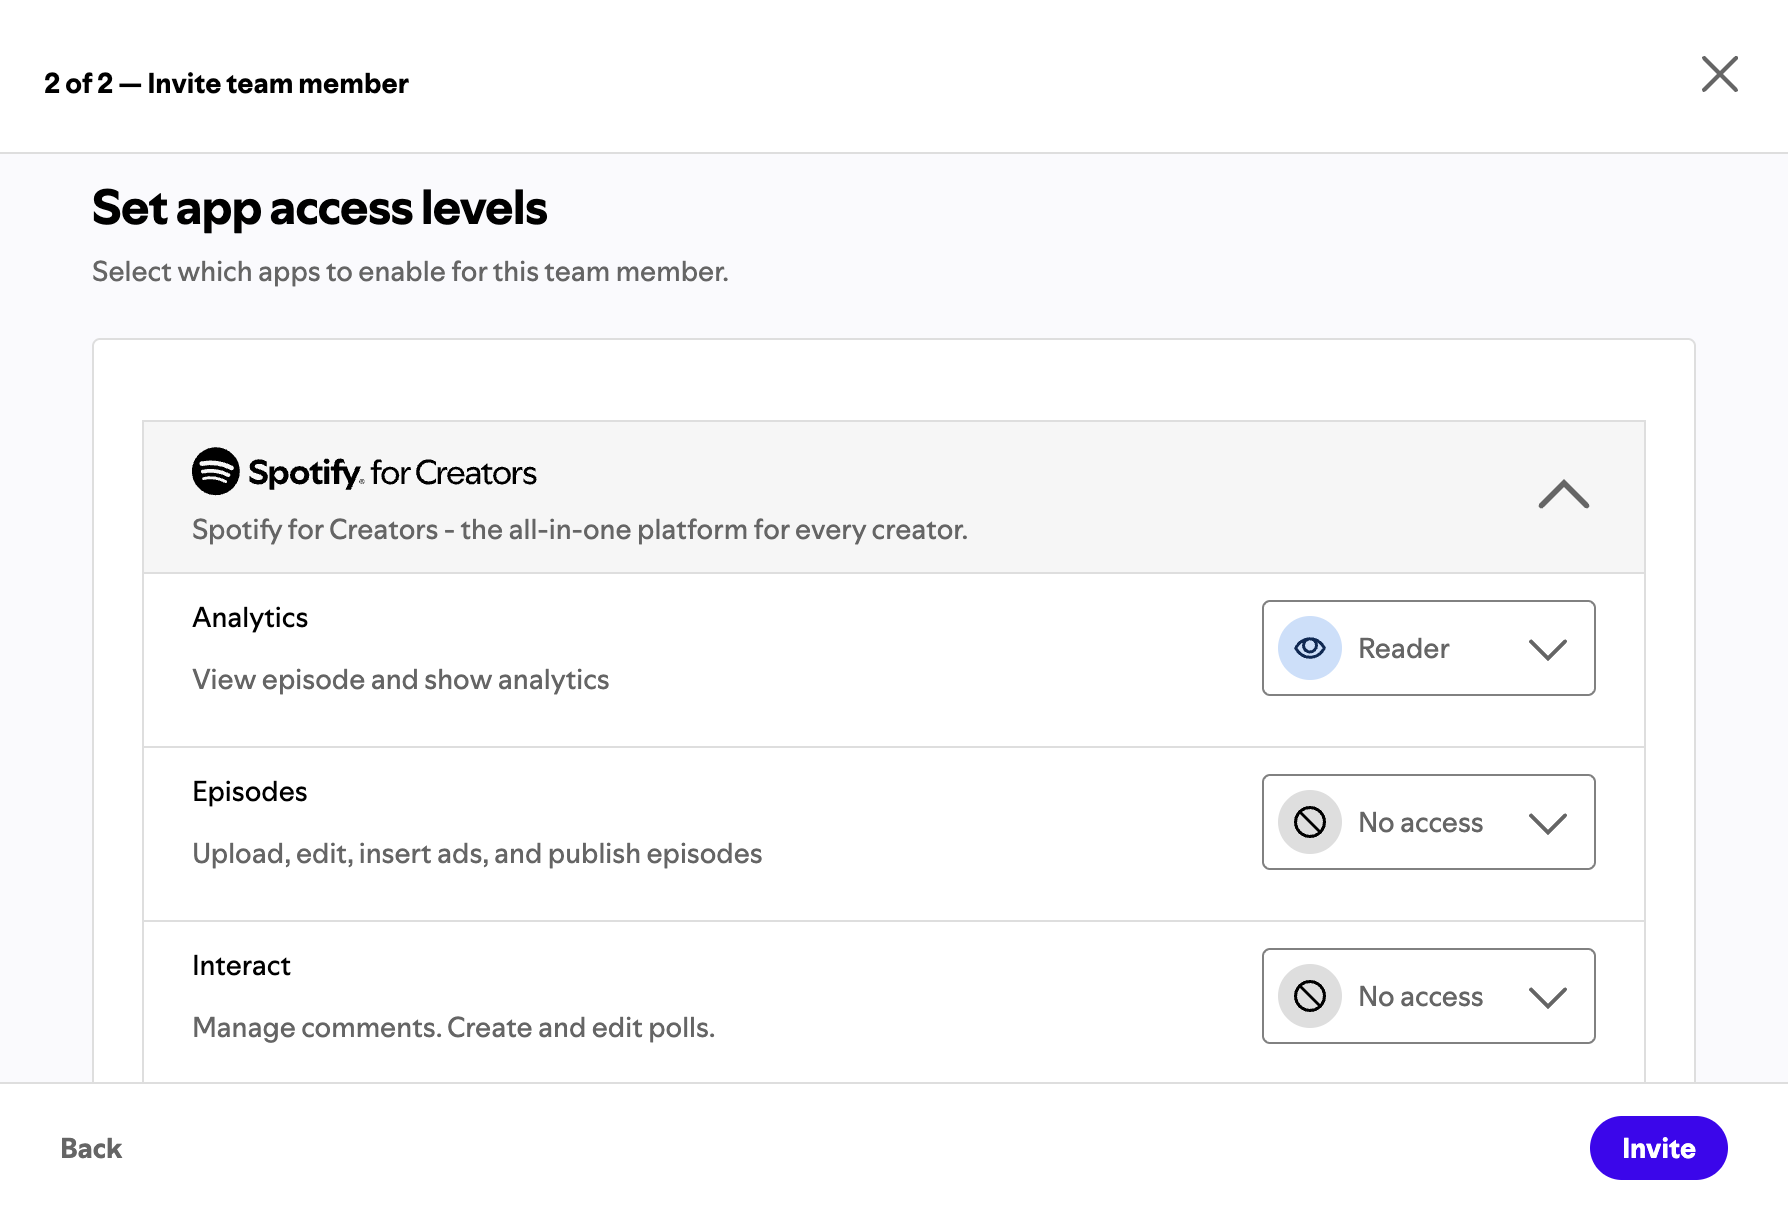 2 of 2 — Invite team member
Set app access levels
Select which apps to enable for this team member.
Spotify for Creators
Spotify for Creators - the all-in-one platform for every creator.
Analytics
Reader
View episode and show analytics
Episodes
No access
Upload, edit, insert ads, and publish episodes
Interact
No access
Manage comments. Create and edit polls.
Back
Invite